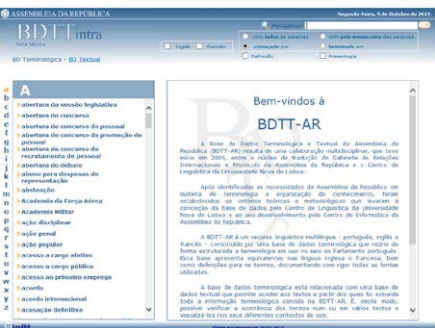 ASSEMBLEIA DA REPÚBLICA
Segunda-Feira, 5 de Outubro de 2015
BDTT intra
Pesquisar
com todas as palavras
com pelo menos uma das palavras
Inglês
Francês
começado por
terminado em
Definição
Fraseologia
BD Terminológica - BD Textual
A
a
b
c
d
e
f
g
h
i
j
k
l
m
n
o
p
q
r
s
t
u
v
w
x
y
z
abertura da sessão legislativa
abertura de concurso
abertura de concurso de pessoal
abertura de concurso de promoção de
pessoal
abertura de concurso de
recrutamento de pessoal
abertura do debate
abono para despesas de
representação
abstenção
Academia da Força Aérea
Academia Militar
ação disciplinar
ação penal
ação popular
acesso a cargo eletivo
acesso a cargo público
acesso ao primeiro emprego
acordo
acordo internacional
acusação definitiva
Bem-vindos à
BDTT-AR
A Base de Dados Terminológica e Textual da Assembleia da
República (BDTT-AR) resulta de uma colaboração multidisciplinar, que teve
início em 2005, entre o núcleo de tradução do Gabinete de Relações
Internacionais e Protocolo da Assembleia da República e o Centro de
Linguística da Universidade Nova de Lisboa.
Após identificadas as necessidades da Assembleia da República em
matéria de terminologia e organização do conhecimento, foram
estabelecidos os critérios teóricos e metodológicos que levaram à
conceção da base de dados pelo Centro de Linguística da Universidade
Nova de Lisboa e ao seu desenvolvimento pelo Centro de Informática da
Assembleia da República.
A BDTT-AR é um recurso linguístico multilingue - português, inglês e
francês - constituído por uma base de dados terminológica que reúne de
forma estruturada a terminologia em uso no seio do Parlamento português.
Esta base apresenta equivalentes nas línguas inglesa e francesa, bem
como definições para os termos, documentando com rigor todas as fontes
utilizadas.
A base de dados terminológica está relacionada com uma base de
dados textual que permite aceder aos textos a partir dos quais foi extraída
toda a informação terminológica contida na BDTT-AR. É, deste modo,
possível verificar a ocorrência dos termos num ou em vários textos e
visualizá-los nos seus diferentes contextos de uso.